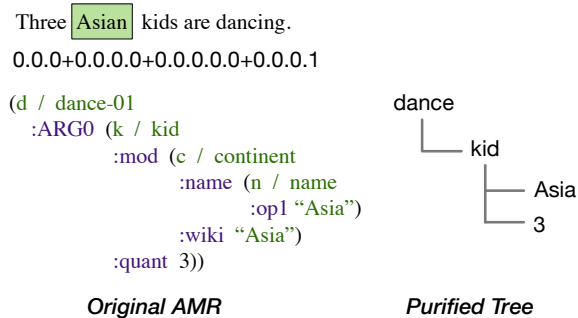 Three Asian kids are dancing.
0.0.0+0.0.0.0+0.0.0.0.0+0.0.0.1
(d / dance-01
:ARG0 (k / kid
:mod (c / continent
:name (n / name
:op1 “Asia”)
:wiki “Asia”)
:quant 3))
Original AMR
dance
kid
Asia
3
Purified Tree